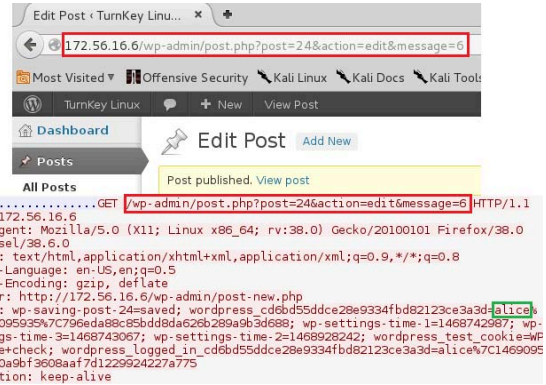 Edit Post ‹ TurnKey Linu... ×
172.56.16.6/wp-admin/post.php?post=24&action=edit&message=6
Most Visited Offensive Security Kali Linux Kali Docs Kali Tools
TurnKey Linux + New View Post
Dashboard
Posts
All Posts
Edit Post Add New
Post published. View post
..............GET /wp-admin/post.php?post=24&action=edit&message=6 HTTP/1.1
172.56.16.6
gent: Mozilla/5.0 (X11; Linux x86_64; rv:38.0) Gecko/20100101 Firefox/38.0
sel/38.6.0
: text/html,application/xhtml+xml,application/xml;q=0.9,*/*;q=0.8
-Language: en-US,en;q=0.5
-Encoding: gzip, deflate
r: http://172.56.16.6/wp-admin/post-new.php
: wp-saving-post-24=saved; wordpress_cd6bd55ddce28e9334fbd82123ce3a3d=alice%
095935%7C796eda88c85bdd8da626b289a9b3d688; wp-settings-time-1=1468742987; wp-
gs-time-3=1468743067; wp-settings-time-2=1468928242; wordpress_test_cookie=WP
e+check; wordpress_logged_in_cd6bd55ddce28e9334fbd82123ce3a3d=alice%7C1469095
0a9bf3608aaf7d1229924227a775
tion: keep-alive